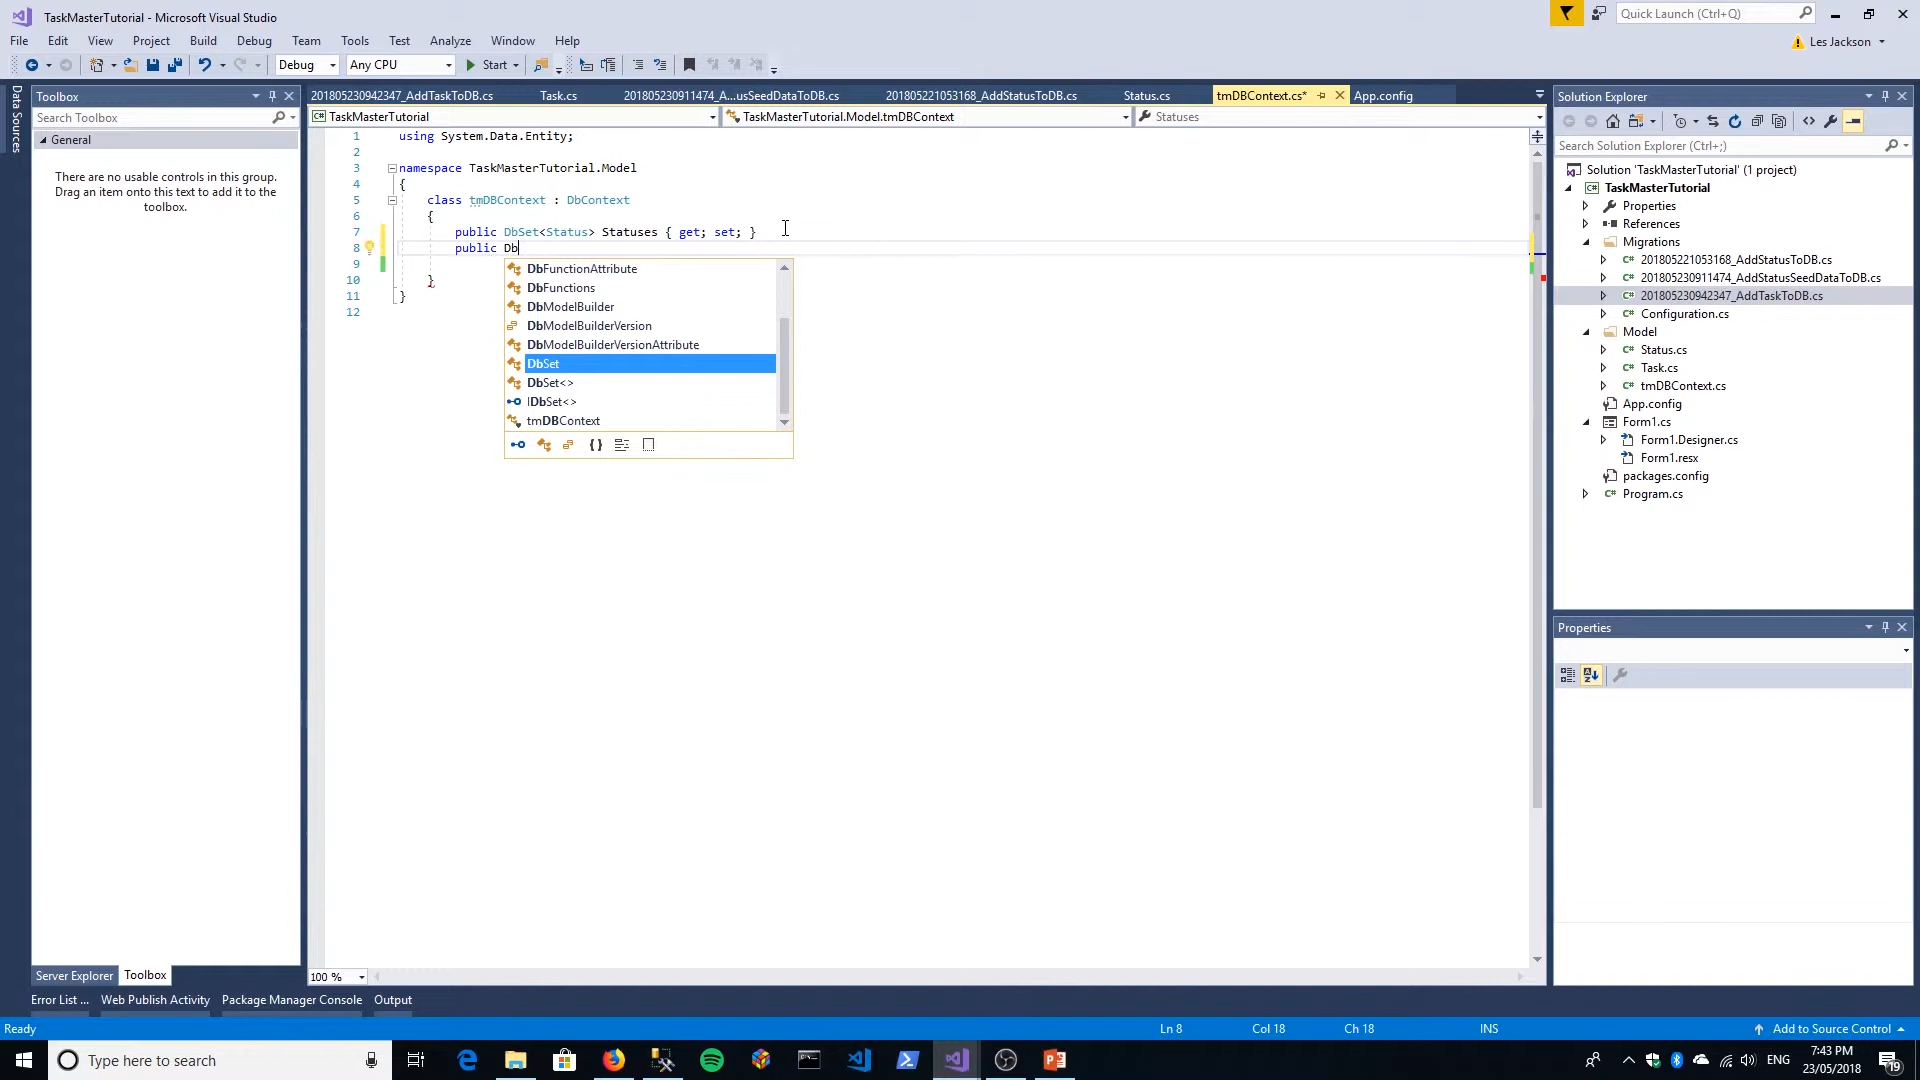 TaskMasterTutorial - Microsoft Visual Studio
Quick Launch (Ctrl+Q)
File Edit View Project Build Debug Team Tools Test Analyze Window Help
Les Jackson
Debug Any CPU Start
Data Sources
Toolbox
Search Toolbox
General
There are no usable controls in this group.
Drag an item onto this text to add it to the
toolbox.
Server Explorer Toolbox
201805230942347_AddTaskToDB.cs Task.cs 201805230911474_A...usSeedDataToDB.cs 201805221053168_AddStatusToDB.cs Status.cs tmDBContext.cs* App.config
TaskMasterTutorial TaskMasterTutorial.Model.tmDBContext Statuses
1 using System.Data.Entity;
2
3 namespace TaskMasterTutorial.Model
4 {
5 class tmDBContext : DbContext
6 {
7 public DbSet<Status> Statuses { get; set; }
8 public Db
9
10 }
11 }
12
DbFunctionAttribute
DbFunctions
DbModelBuilder
DbModelBuilderVersion
DbModelBuilderVersionAttribute
DbSet
DbSet<>
IDbSet<>
tmDBContext
100 %
Solution Explorer
Search Solution Explorer (Ctrl+;)
Solution 'TaskMasterTutorial' (1 project)
TaskMasterTutorial
Properties
References
Migrations
201805221053168_AddStatusToDB.cs
201805230911474_AddStatusSeedDataToDB.cs
201805230942347_AddTaskToDB.cs
Configuration.cs
Model
Status.cs
Task.cs
tmDBContext.cs
App.config
Form1.cs
Form1.Designer.cs
Form1.resx
packages.config
Program.cs
Properties
Error List ... Web Publish Activity Package Manager Console Output
Ready Ln 8 Col 18 Ch 18 INS Add to Source Control
Type here to search
ENG
7:43 PM
23/05/2018
19